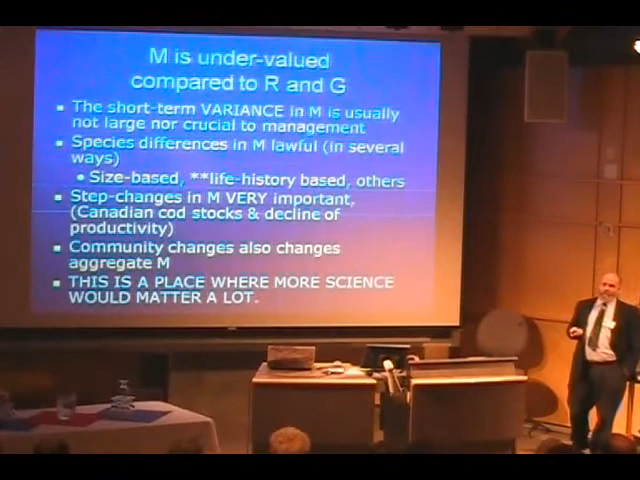 M is under-valued
compared to R and G
The short-term VARIANCE in M is usually
not large nor crucial to management
Species differences in M lawful (in several
ways)
Size-based, **life-history based, others
Step-changes in M VERY important,
(Canadian cod stocks & decline of
productivity)
Community changes also changes
aggregate M
THIS IS A PLACE WHERE MORE SCIENCE
WOULD MATTER A LOT.